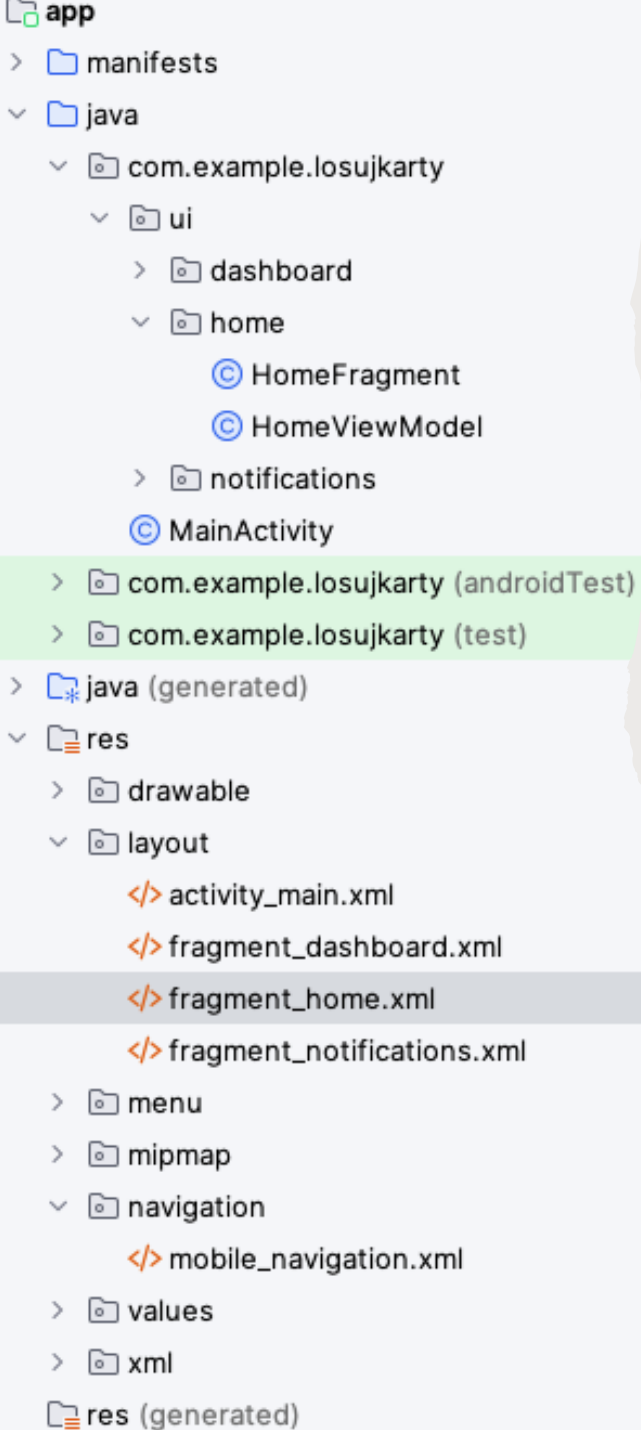 app
manifests
java
com.example.losujkarty
ui
dashboard
home
HomeFragment
HomeViewModel
notifications
MainActivity
com.example.losujkarty (androidTest)
com.example.losujkarty (test)
java (generated)
res
drawable
layout
activity_main.xml
fragment_dashboard.xml
fragment_home.xml
fragment_notifications.xml
menu
mipmap
navigation
mobile_navigation.xml
values
xml
res (generated)